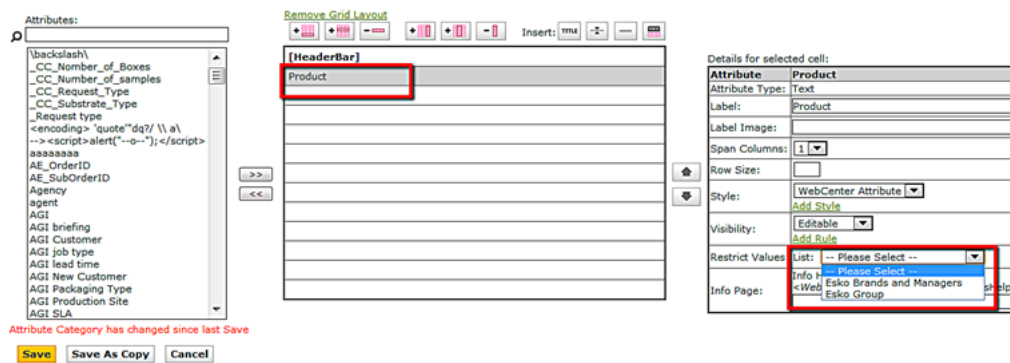 Attributes:
\backslash\
_CC_Number_of_Boxes
_CC_Number_of_samples
_CC_Request_Type
_CC_Substrate_Type
_Request type
<encoding> 'quote'"dq?/ \\ a\
--><script>alert("--o--");</script>
aaaaaaaa
AE_OrderID
AE_SubOrderID
Agency
agent
AGI
AGI briefing
AGI Customer
AGI job type
AGI lead time
AGI New Customer
AGI Packaging Type
AGI Production Site
AGI SLA
Attribute Category has changed since last Save
Save
Save As Copy
Cancel
>>
<<
Remove Grid Layout
Insert: TITLE
[HeaderBar]
Product
Details for selected cell:
Attribute Product
Attribute Type: Text
Label: Product
Label Image:
Span Columns: 1
Row Size:
Style: WebCenter Attribute
Add Style
Visibility: Editable
Add Rule
Restrict Values List: -- Please Select --
-- Please Select --
Esko Brands and Managers
Esko Group
Info Page: Info H
<Web